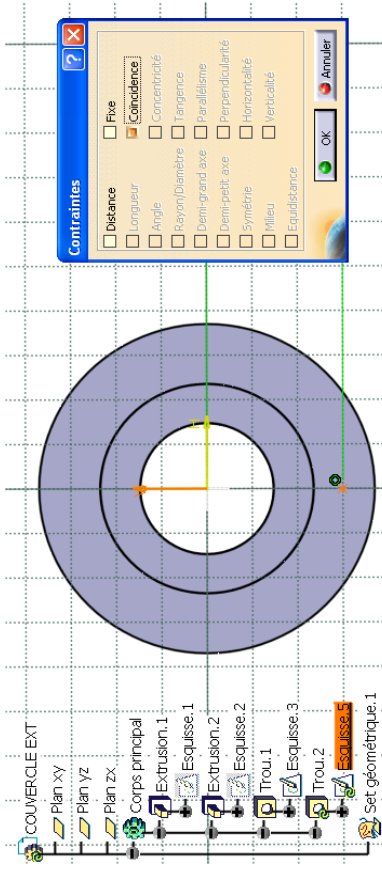 COUVERCLE EXT
Plan xy
Plan yz
Plan zx
Corps principal
Extrusion.1
Esquisse.1
Extrusion.2
Esquisse.2
Trou.1
Esquisse.3
Trou.2
Esquisse.5
Set géométrique.1
H
Contraintes
Distance
Fixe
Longueur
Coïncidence
Angle
Concentricité
Rayon/Diamètre
Tangence
Demi-grand axe
Parallélisme
Demi-petit axe
Perpendicularité
Symétrie
Horizontalité
Milieu
Verticalité
Equidistance
OK
Annuler